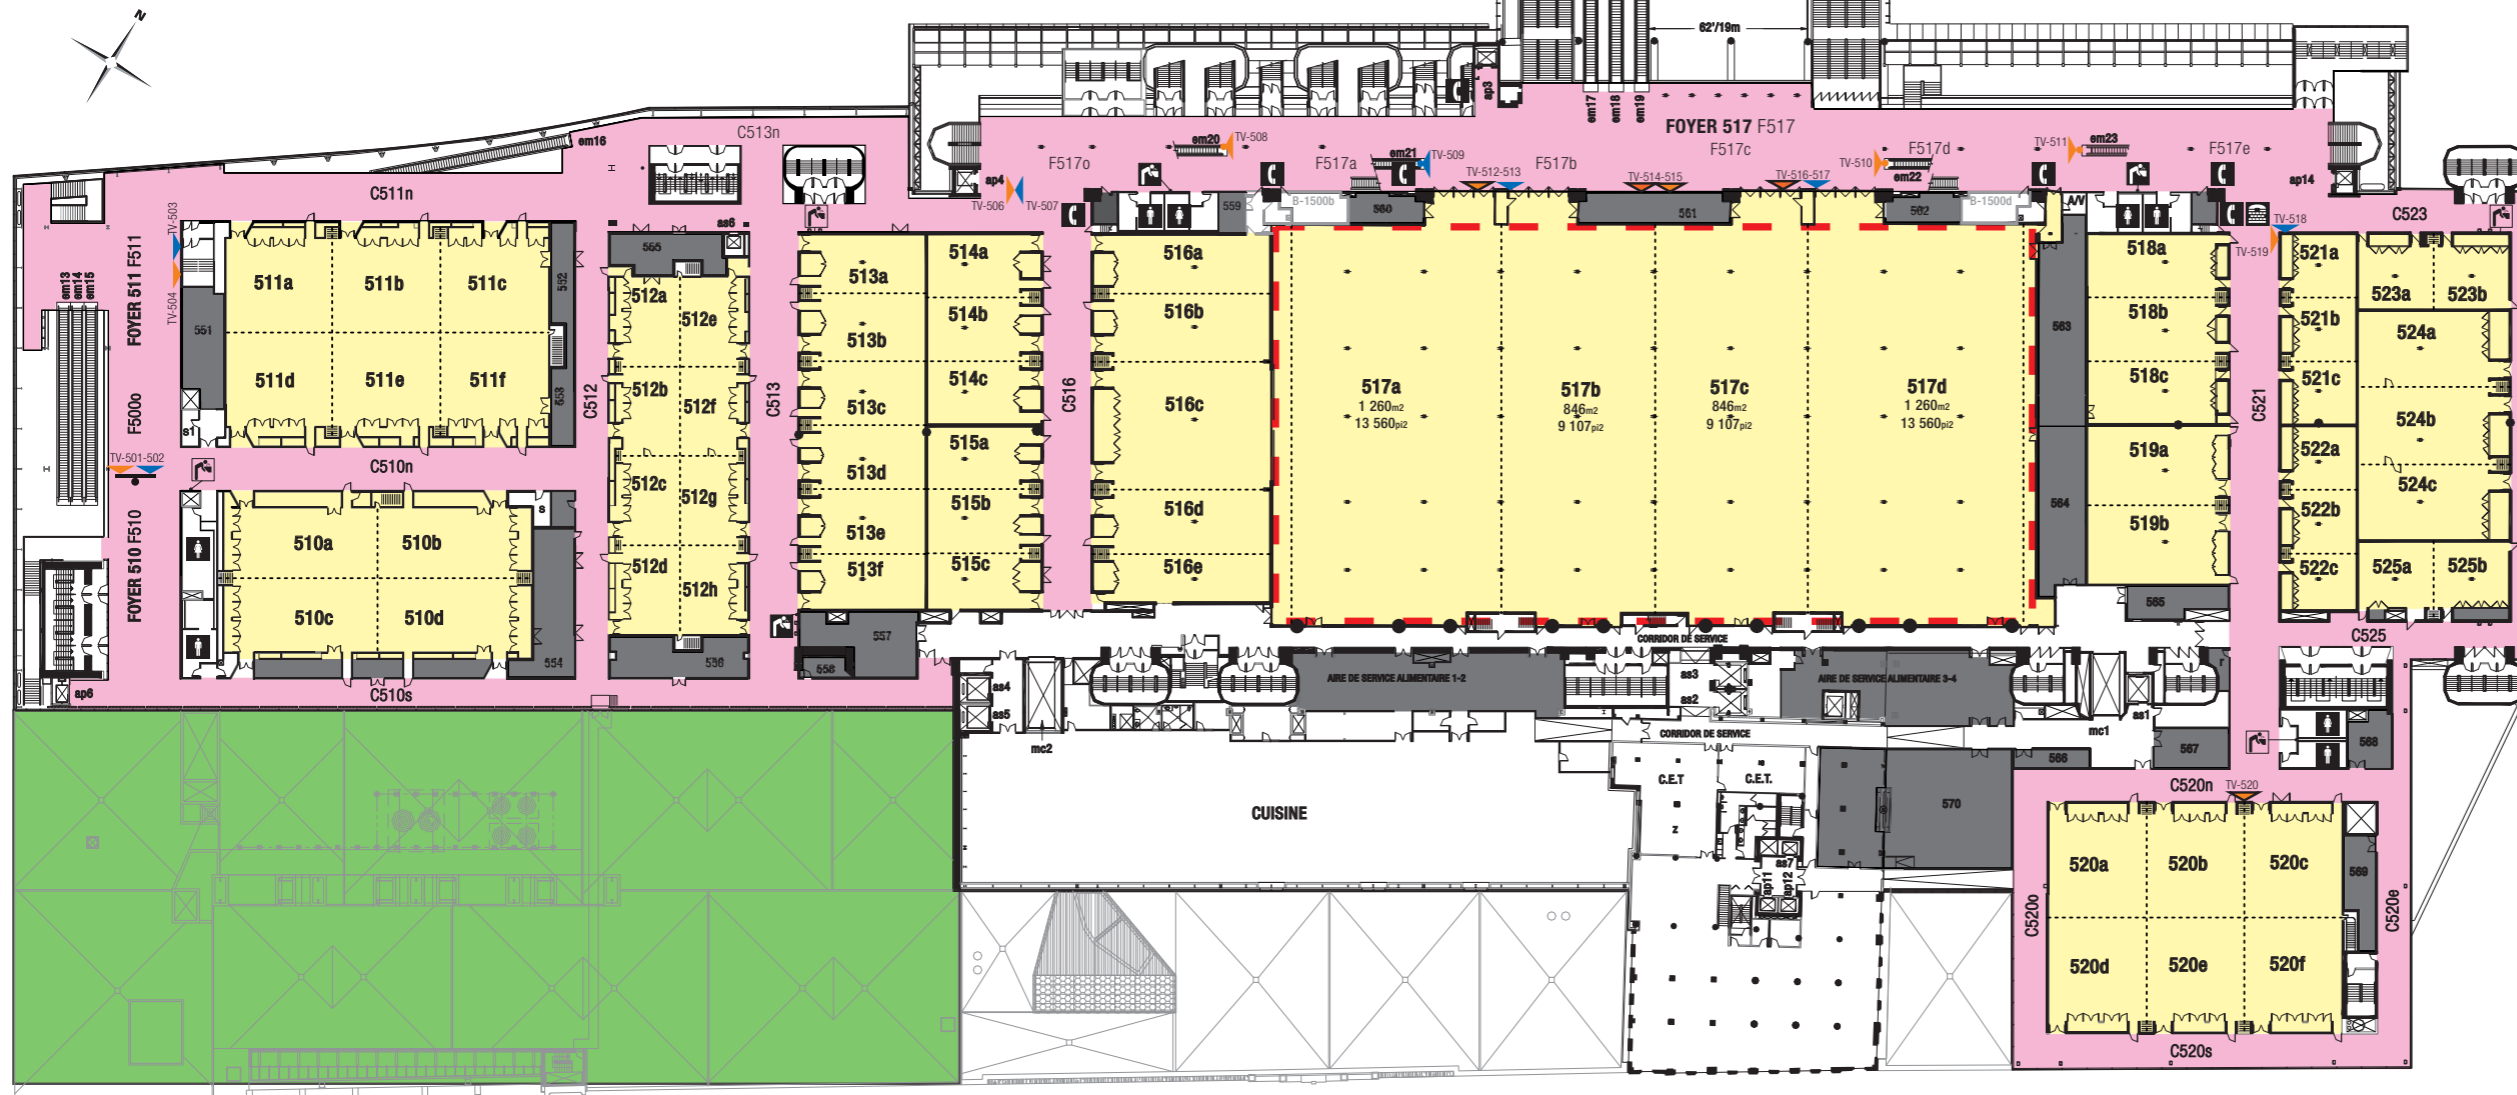 N
62'/19m
em17
em18
em19
ap3
FOYER 517 F517
C513n
em16
em20
TV-508
F517o
F517a
em21
TV-509
F517b
F517c
TV-510
F517d
em22
TV-511
em23
F517e
ap4
TV-506
TV-507
TV-512-513
TV-514-515
TV-516-517
ap14
C511n
TV-503
TV-504
as6
559
B-1500b
560
561
562
B-1500d
A/V
TV-518
TV-519
C523
em13
em14
em15
FOYER 511 F511
F500o
551
511a
511b
511c
511d
511e
511f
552
553
s1
555
512a
512e
512b
512f
512c
512g
512d
512h
556
C512
C513
513a
513b
513c
513d
513e
513f
514a
514b
514c
515a
515b
515c
C516
516a
516b
516c
516d
516e
517a
1 260m2
13 560pi2
517b
846m2
9 107pi2
517c
846m2
9 107pi2
517d
1 260m2
13 560pi2
563
564
518a
518b
518c
519a
519b
565
C521
521a
521b
521c
522a
522b
522c
523a
523b
524a
524b
524c
525a
525b
C525
TV-501-502
C510n
FOYER 510 F510
510a
510b
510c
510d
s
554
C510s
ap6
557
558
CORRIDOR DE SERVICE
as4
as5
mc2
AIRE DE SERVICE ALIMENTAIRE 1-2
as3
as2
AIRE DE SERVICE ALIMENTAIRE 3-4
r
as1
mc1
CORRIDOR DE SERVICE
C.E.T
C.E.T.
z
566
567
568
CUISINE
570
as7
ap11
ap12
C520n
TV-520
520a
520b
520c
520d
520e
520f
569
C520o
C520e
C520s